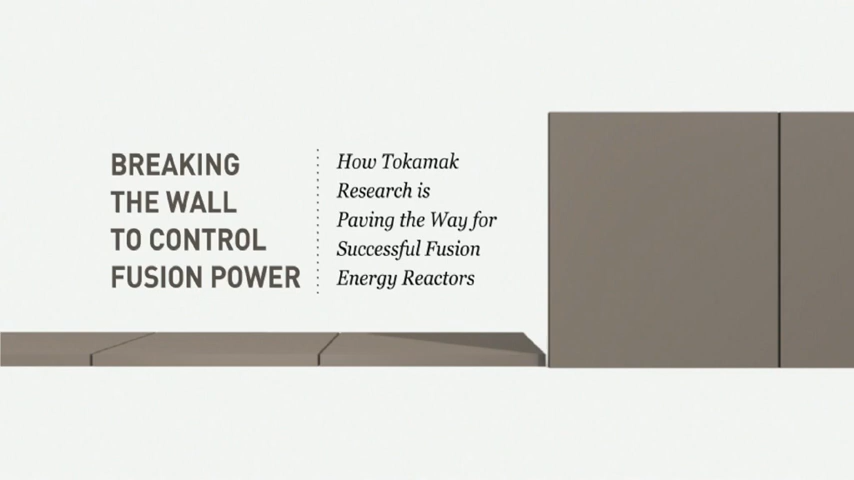 BREAKING
THE WALL
TO CONTROL
FUSION POWER
How Tokamak
Research is
Paving the Way for
Successful Fusion
Energy Reactors